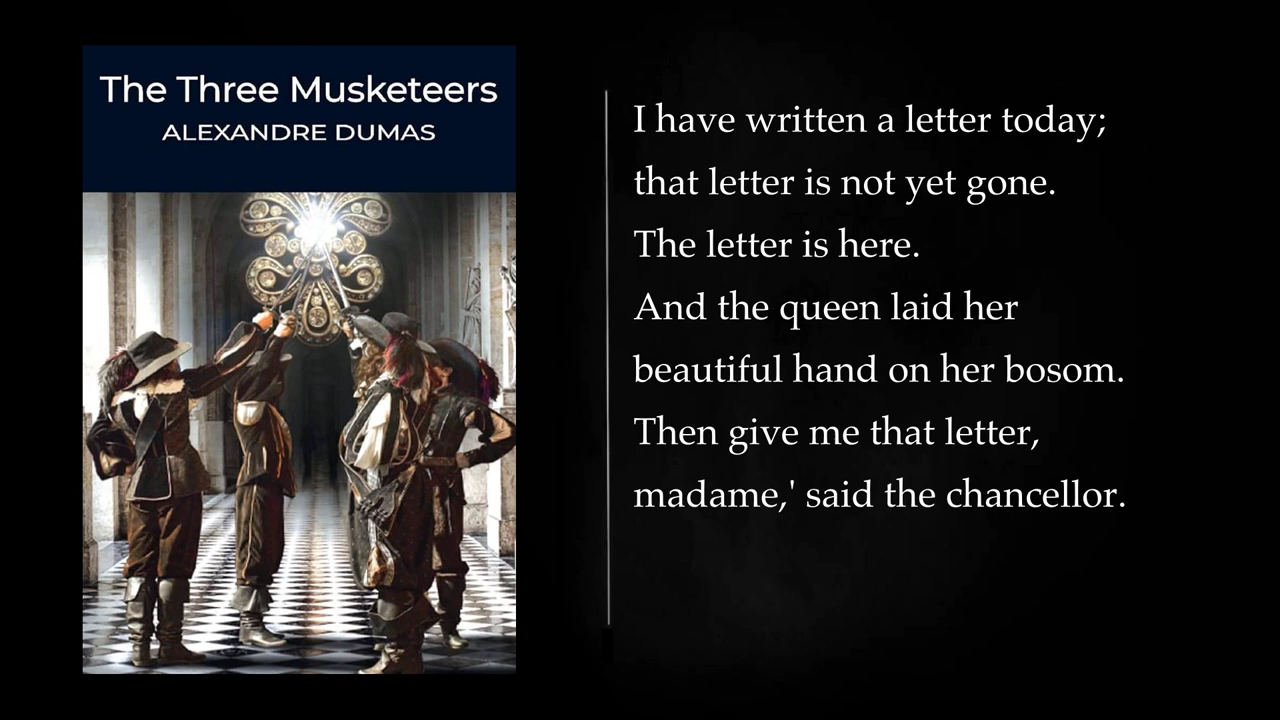 The Three Musketeers
ALEXANDRE DUMAS
I have written a letter today;
that letter is not yet gone.
The letter is here.
And the queen laid her
beautiful hand on her bosom.
Then give me that letter,
madame,' said the chancellor.